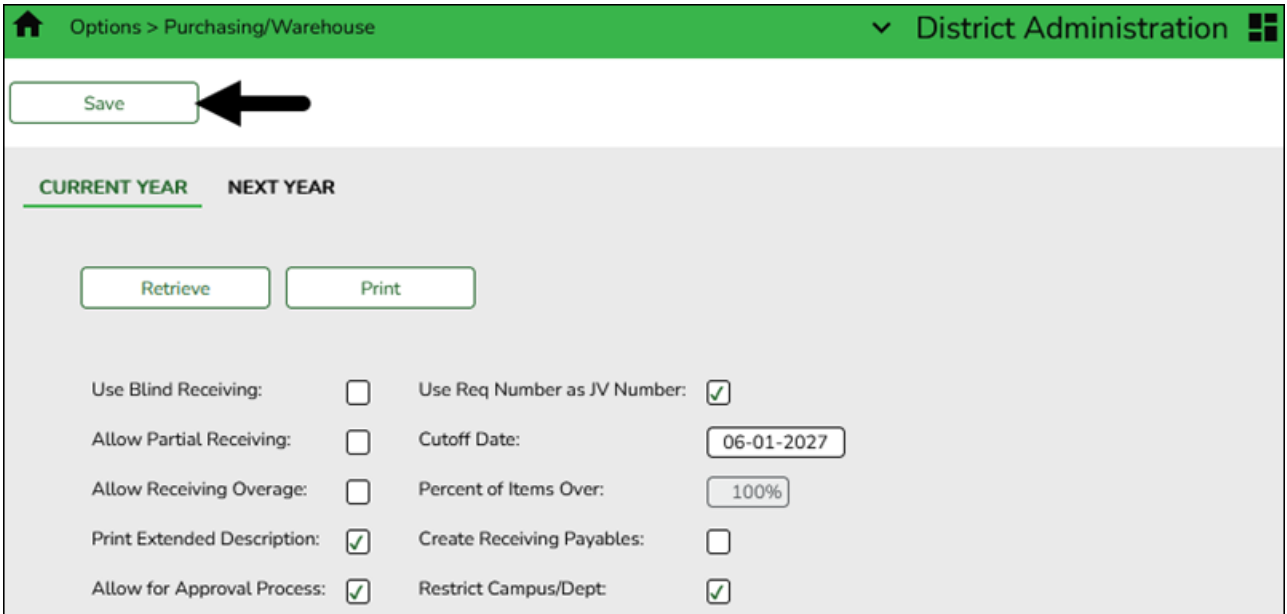 Options > Purchasing/Warehouse District Administration
Save
CURRENT YEAR NEXT YEAR
Retrieve Print
Use Blind Receiving: Use Req Number as JV Number:
Allow Partial Receiving: Cutoff Date: 06-01-2027
Allow Receiving Overage: Percent of Items Over: 100%
Print Extended Description: Create Receiving Payables:
Allow for Approval Process: Restrict Campus/Dept: